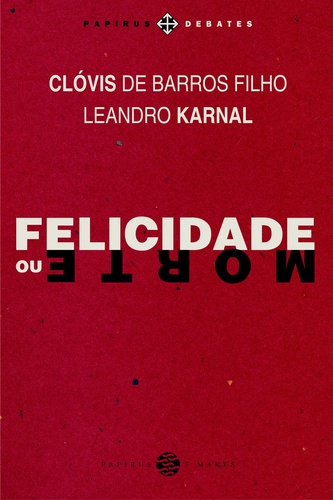 PAPIRUS DEBATES
CLÓVIS DE BARROS FILHO
LEANDRO KARNAL
FELICIDADE
OU MORTE
PAPIRUS 7 MARES